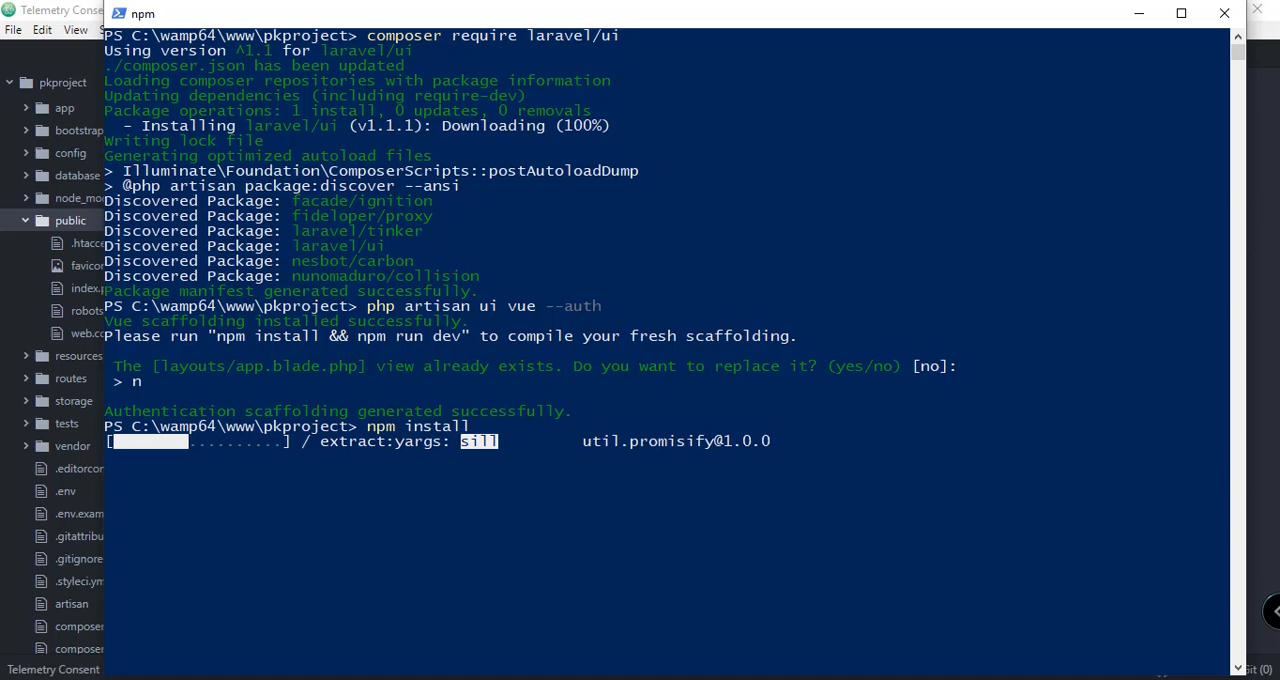 Telemetry Consent
npm
File Edit View
PS C:\wamp64\www\pkproject> composer require laravel/ui
Using version ^1.1 for laravel/ui
./composer.json has been updated
Loading composer repositories with package information
Updating dependencies (including require-dev)
Package operations: 1 install, 0 updates, 0 removals
- Installing laravel/ui (v1.1.1): Downloading (100%)
Writing lock file
Generating optimized autoload files
> Illuminate\Foundation\ComposerScripts::postAutoloadDump
> @php artisan package:discover --ansi
Discovered Package: facade/ignition
Discovered Package: fideloper/proxy
Discovered Package: laravel/tinker
Discovered Package: laravel/ui
Discovered Package: nesbot/carbon
Discovered Package: nunomaduro/collision
Package manifest generated successfully.
PS C:\wamp64\www\pkproject> php artisan ui vue --auth
Vue scaffolding installed successfully.
Please run "npm install && npm run dev" to compile your fresh scaffolding.
The [layouts/app.blade.php] view already exists. Do you want to replace it? (yes/no) [no]:
> n
Authentication scaffolding generated successfully.
PS C:\wamp64\www\pkproject> npm install
[..........] / extract:yargs: sill util.promisify@1.0.0
pkproject
app
bootstrap
config
database
node_mo
public
.htacce
favico
index.p
robots
web.co
resources
routes
storage
tests
vendor
.editorcon
.env
.env.exam
.gitattribu
.gitignore
.styleci.ym
artisan
compose
compose
Telemetry Consent
Git (0)